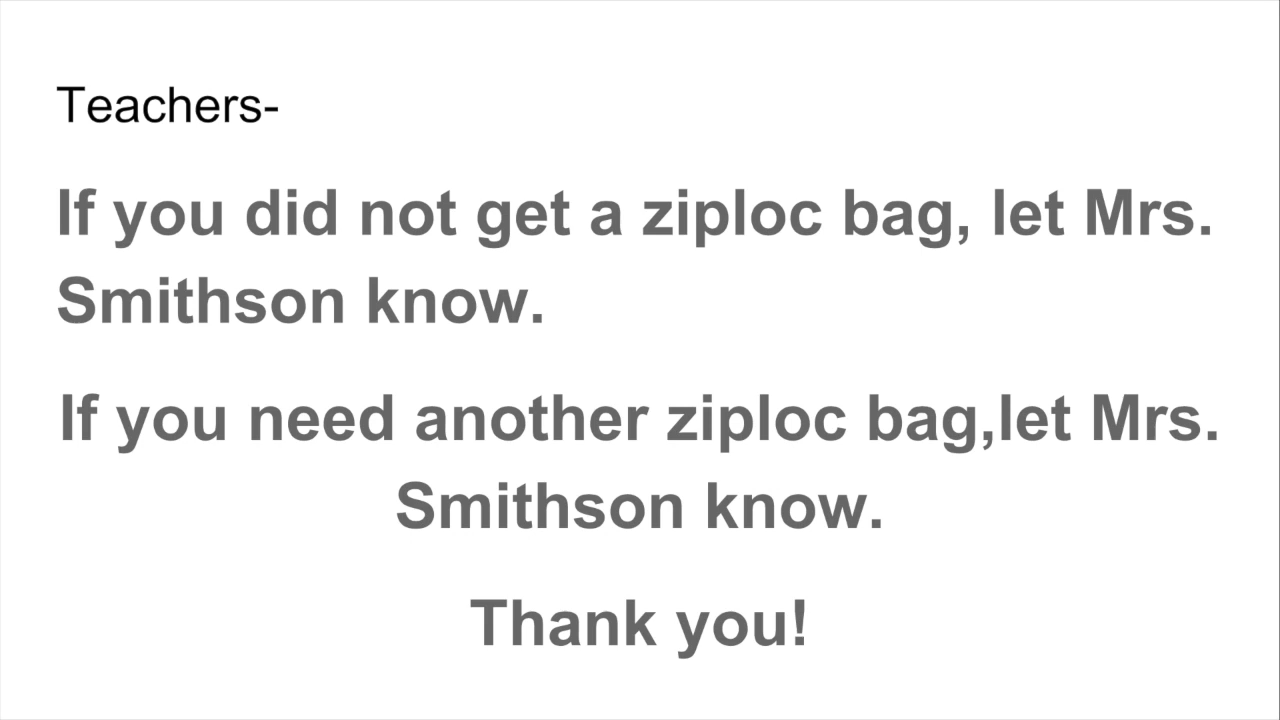 Teachers-
If you did not get a ziploc bag, let Mrs.
Smithson know.
If you need another ziploc bag,let Mrs.
Smithson know.
Thank you!